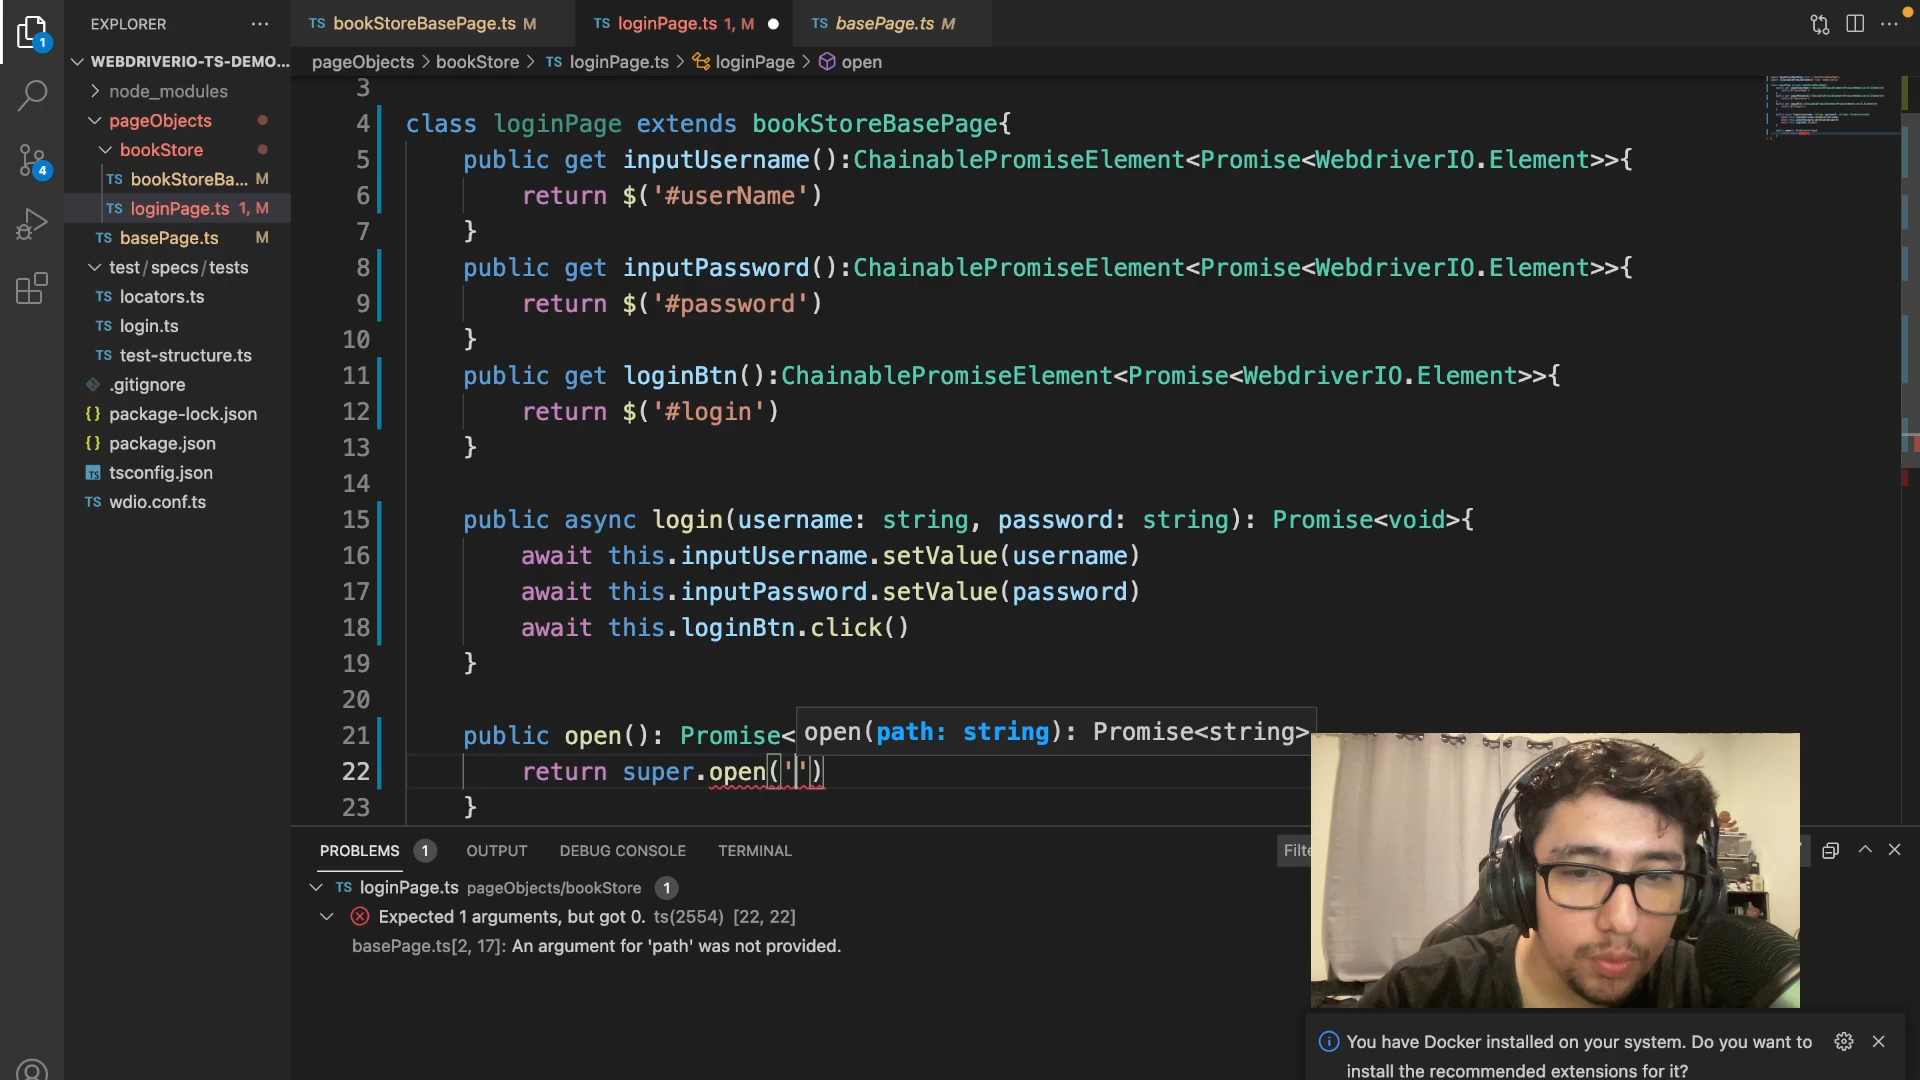 EXPLORER
bookStoreBasePage.ts M
loginPage.ts 1, M
basePage.ts M
WEBDRIVERIO-TS-DEMO...
pageObjects > bookStore > TS loginPage.ts > loginPage > open
node_modules
pageObjects
bookStore
TS bookStoreBa... M
TS loginPage.ts 1, M
TS basePage.ts M
test/specs/tests
TS locators.ts
TS login.ts
TS test-structure.ts
.gitignore
{} package-lock.json
{} package.json
tsconfig.json
TS wdio.conf.ts
1
4
3
4 class loginPage extends bookStoreBasePage{
5 public get inputUsername():ChainablePromiseElement<Promise<WebdriverIO.Element>>{
6 return $('#userName')
7 }
8 public get inputPassword():ChainablePromiseElement<Promise<WebdriverIO.Element>>{
9 return $('#password')
10 }
11 public get loginBtn():ChainablePromiseElement<Promise<WebdriverIO.Element>>{
12 return $('#login')
13 }
14
15 public async login(username: string, password: string): Promise<void>{
16 await this.inputUsername.setValue(username)
17 await this.inputPassword.setValue(password)
18 await this.loginBtn.click()
19 }
20
21 public open(): Promise<
open(path: string): Promise<string>
22 return super.open('')
23 }
PROBLEMS 1 OUTPUT DEBUG CONSOLE TERMINAL
Filte
TS loginPage.ts pageObjects/bookStore 1
Expected 1 arguments, but got 0. ts(2554) [22, 22]
basePage.ts[2, 17]: An argument for 'path' was not provided.
You have Docker installed on your system. Do you want to
install the recommended extensions for it?